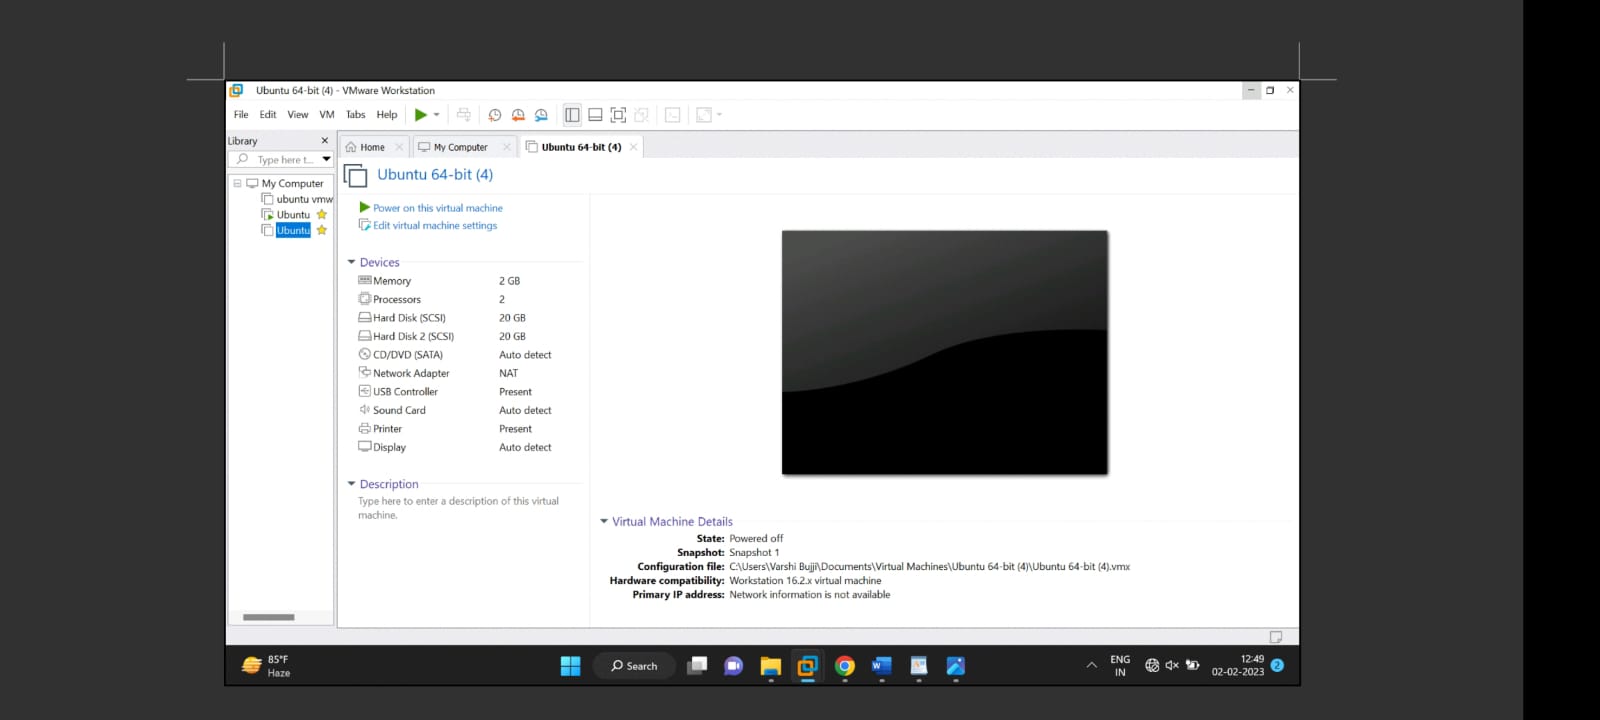 Ubuntu 64-bit (4) - VMware Workstation
File Edit View VM Tabs Help
Library
Type here t...
My Computer
ubuntu vmw
Ubuntu
Ubuntu
Home
My Computer
Ubuntu 64-bit (4)
Ubuntu 64-bit (4)
Power on this virtual machine
Edit virtual machine settings
Devices
Memory 2 GB
Processors 2
Hard Disk (SCSI) 20 GB
Hard Disk 2 (SCSI) 20 GB
CD/DVD (SATA) Auto detect
Network Adapter NAT
USB Controller Present
Sound Card Auto detect
Printer Present
Display Auto detect
Description
Type here to enter a description of this virtual
machine.
Virtual Machine Details
State: Powered off
Snapshot: Snapshot 1
Configuration file: C:\Users\Varshi Bujji\Documents\Virtual Machines\Ubuntu 64-bit (4)\Ubuntu 64-bit (4).vmx
Hardware compatibility: Workstation 16.2.x virtual machine
Primary IP address: Network information is not available
85°F
Haze
Search
ENG
IN
12:49
02-02-2023
2